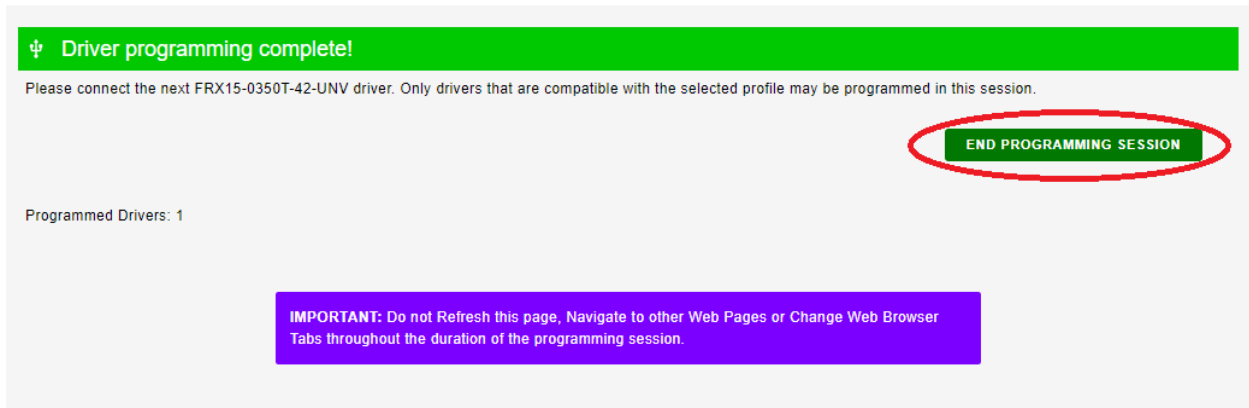 Driver programming complete!
Please connect the next FRX15-0350T-42-UNV driver. Only drivers that are compatible with the selected profile may be programmed in this session.
END PROGRAMMING SESSION
Programmed Drivers: 1
IMPORTANT: Do not Refresh this page, Navigate to other Web Pages or Change Web Browser
Tabs throughout the duration of the programming session.